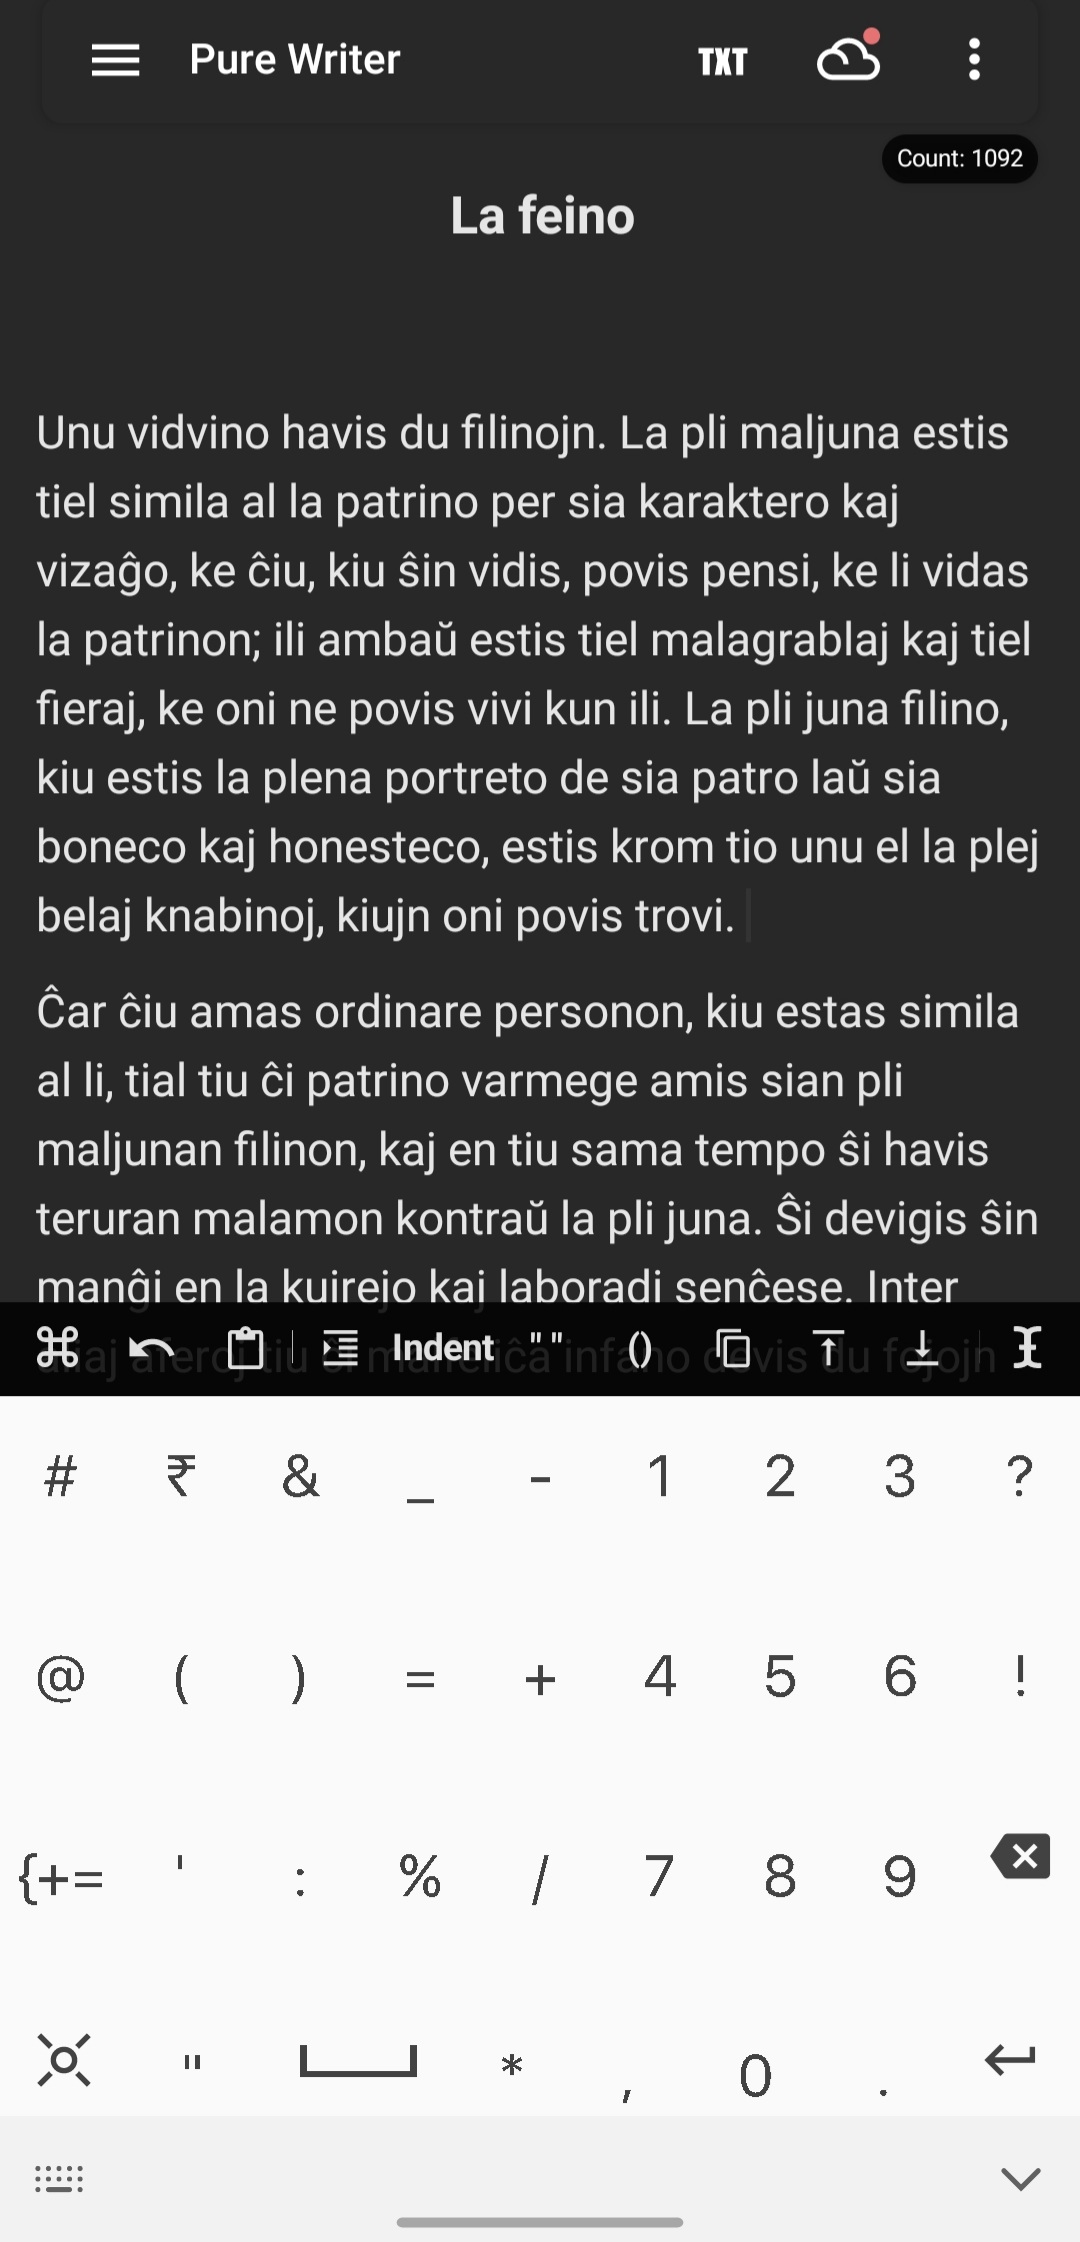 Pure Writer TXT
Count: 1092
La feino
Unu vidvino havis du filinojn. La pli maljuna estis
tiel simila al la patrino per sia karaktero kaj
vizaĝo, ke ĉiu, kiu ŝin vidis, povis pensi, ke li vidas
la patrinon; ili ambaŭ estis tiel malagrablaj kaj tiel
fieraj, ke oni ne povis vivi kun ili. La pli juna filino,
kiu estis la plena portreto de sia patro laŭ sia
boneco kaj honesteco, estis krom tio unu el la plej
belaj knabinoj, kiujn oni povis trovi.
Ĉar ĉiu amas ordinare personon, kiu estas simila
al li, tial tiu ĉi patrino varmege amis sian pli
maljunan filinon, kaj en tiu sama tempo ŝi havis
teruran malamon kontraŭ la pli juna. Ŝi devigis ŝin
manĝi en la kuirejo kaj laboradi senĉese. Inter
Indent " " ()
# ₹ & _ - 1 2 3 ?
@ ( ) = + 4 5 6 !
{+= ' : % / 7 8 9
" * , 0 .